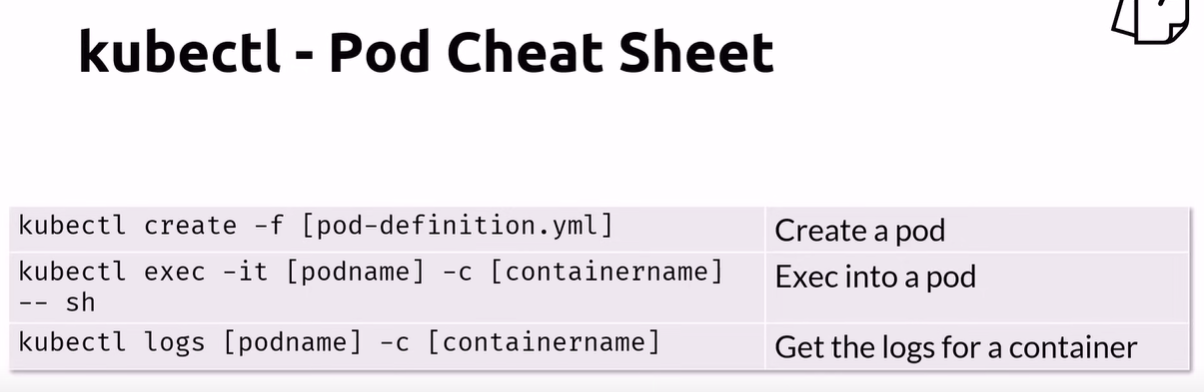 kubectl - Pod Cheat Sheet
kubectl create -f [pod-definition.yml]
Create a pod
kubectl exec -it [podname] -c [containername]
-- sh
Exec into a pod
kubectl logs [podname] -c [containername]
Get the logs for a container